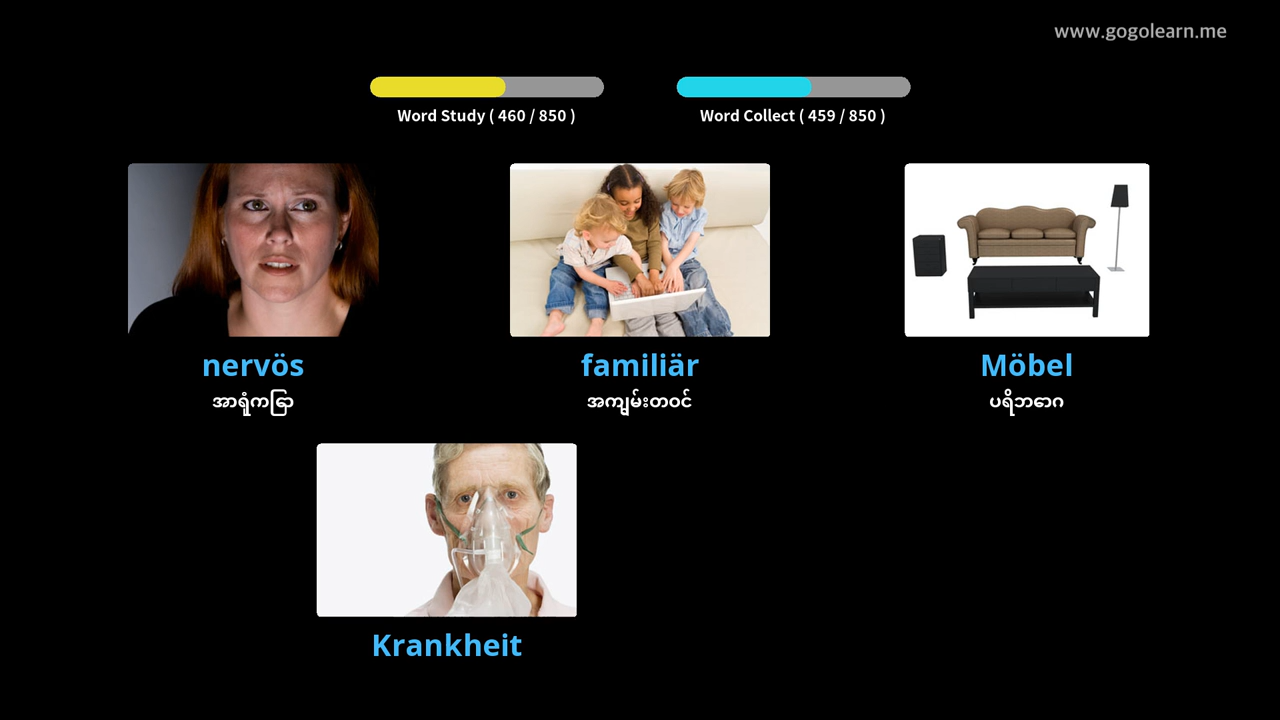 www.gogolearn.me
Word Study ( 460 / 850 )
Word Collect ( 459 / 850 )
nervös
familiär
Möbel
အာရုံကြော
အကျမ်းတဝင်
ပရိဘောဂ
Krankheit